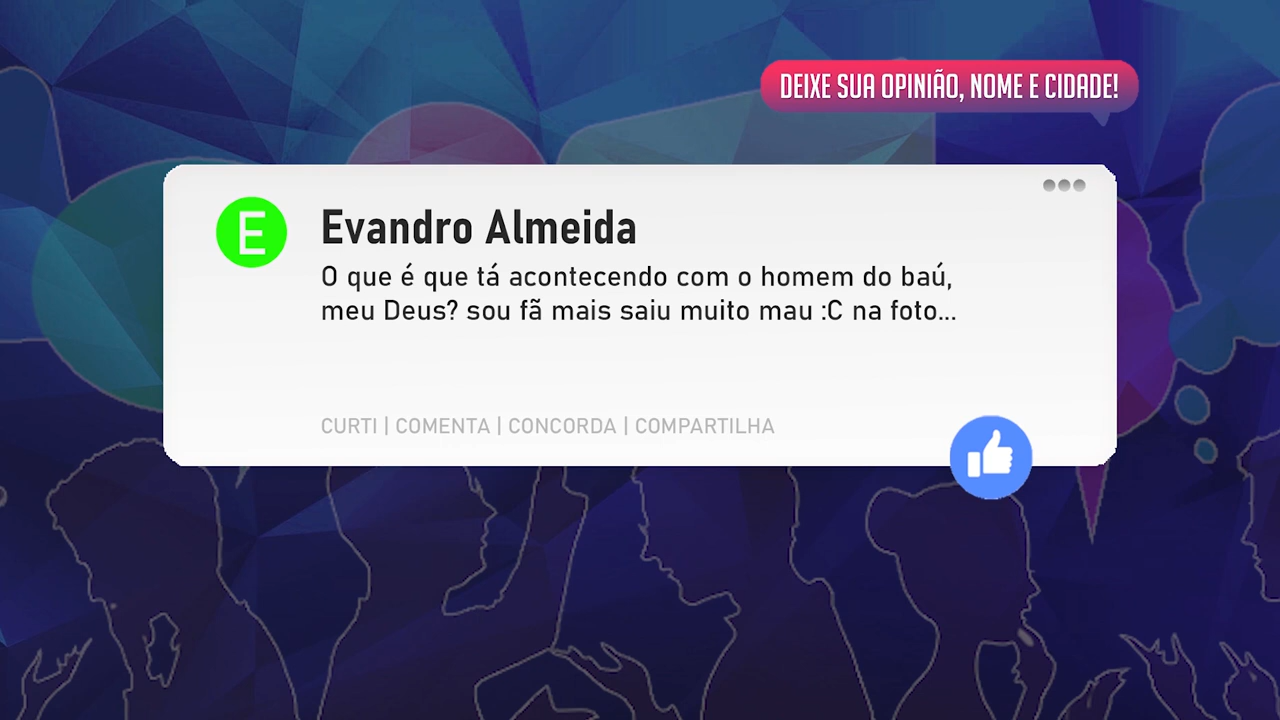 DEIXE SUA OPINIÃO, NOME E CIDADE!
E
Evandro Almeida
O que é que tá acontecendo com o homem do baú,
meu Deus? sou fã mais saiu muito mau :C na foto...
CURTI | COMENTA | CONCORDA | COMPARTILHA